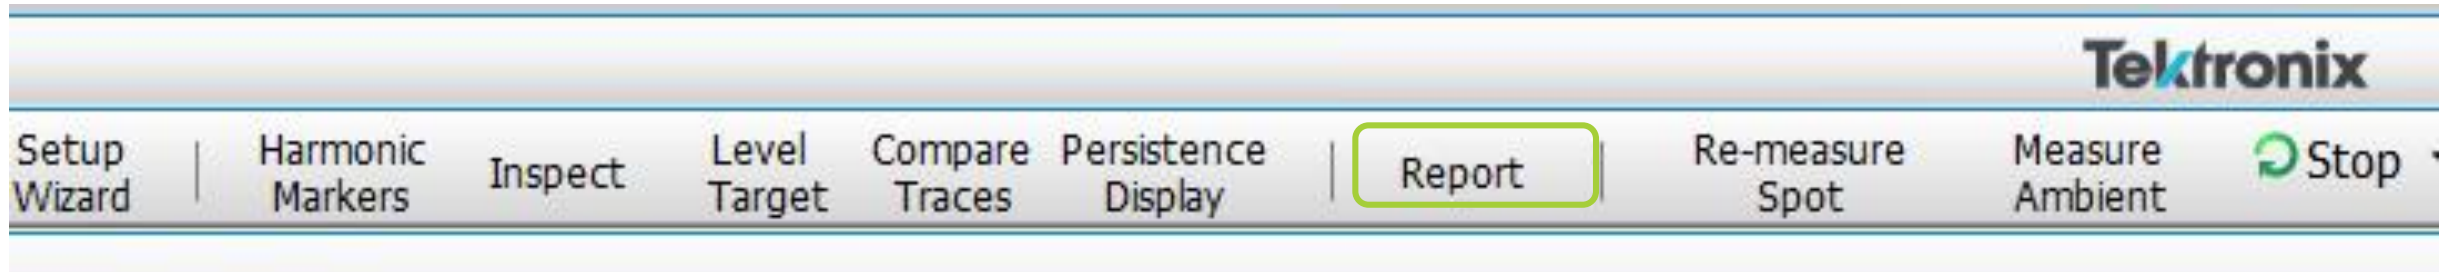 Tektronix
Setup Wizard
Harmonic Markers
Inspect
Level Target
Compare Traces
Persistence Display
Report
Re-measure Spot
Measure Ambient
Stop